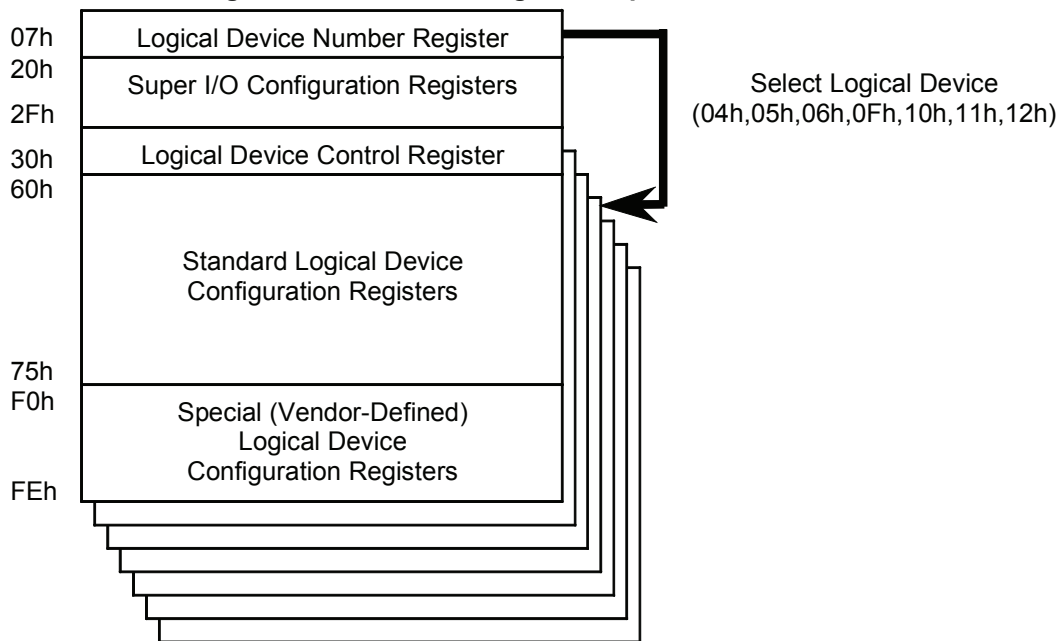 07h
Logical Device Number Register
20h
Super I/O Configuration Registers
2Fh
Select Logical Device
(04h,05h,06h,0Fh,10h,11h,12h)
30h
Logical Device Control Register
60h
Standard Logical Device
Configuration Registers
75h
F0h
Special (Vendor-Defined)
Logical Device
Configuration Registers
FEh